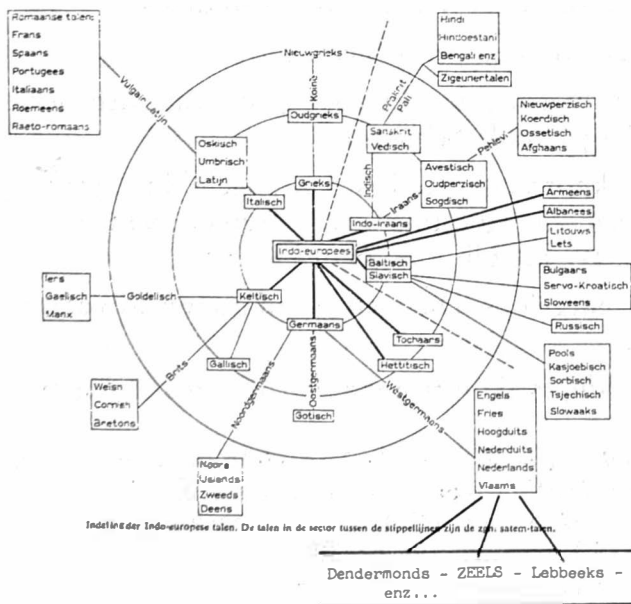 Romaanse talen:
Frans
Spaans
Portugees
Italiaans
Roemeens
Raeto-romaans
Vulgair Latijn
Oskisch
Umbrisch
Latijn
Italisch
Nieuwgrieks
Koinè
Oudgrieks
Grieks
Hindi
Hindoestani
Bengali enz
Zigeunertalen
Prakrit
Pali
Sanskrit
Vedisch
Indisch
Nieuwperzisch
Koerdisch
Ossetisch
Afghaans
Pehlevi
Avestisch
Oudperzisch
Sogdisch
Iraans
Indo-Iraans
Indo-europees
Armeens
Albanees
Baltisch
Slavisch
Litouws
Lets
Bulgaars
Servo-Kroatisch
Sloweens
Russisch
Pools
Kasjoebisch
Sorbisch
Tsjechisch
Slowaaks
Tochaars
Hettitisch
Iers
Gaelisch
Manx
Goidelisch
Keltisch
Gallisch
Brits
Welsh
Cornish
Bretons
Germaans
Noordgermaans
Oostgermaans
Westgermaans
Gotisch
Noors
IJslands
Zweeds
Deens
Engels
Fries
Hoogduits
Nederduits
Nederlands
Vlaams
Indeling der Indo-europese talen. De talen in de sector tussen de stippellijnen zijn de zgn. satem-talen.
Dendermonds - ZEELS - Lebbeeks -
enz...